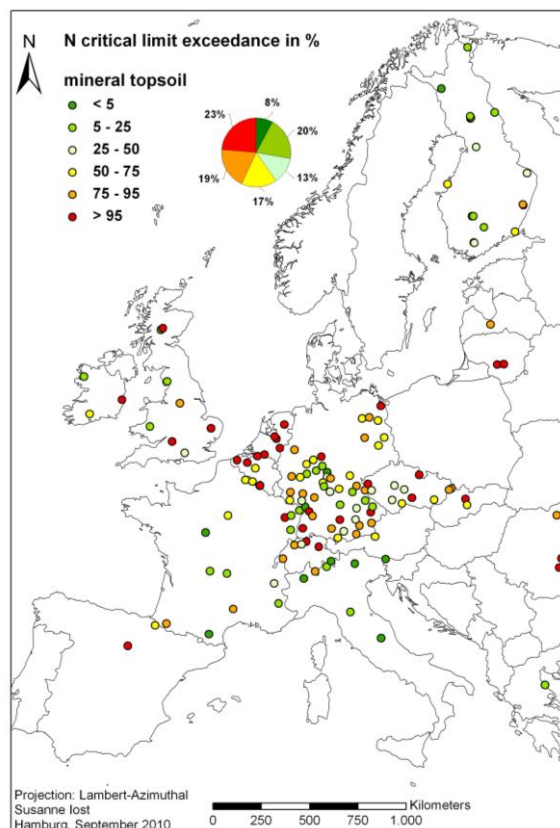 N
N critical limit exceedance in %
mineral topsoil
< 5
5 - 25
25 - 50
50 - 75
75 - 95
> 95
8%
20%
13%
17%
19%
23%
Projection: Lambert-Azimuthal
Susanne Iost
Hamburg, September 2010
Kilometers
0 250 500 750 1.000